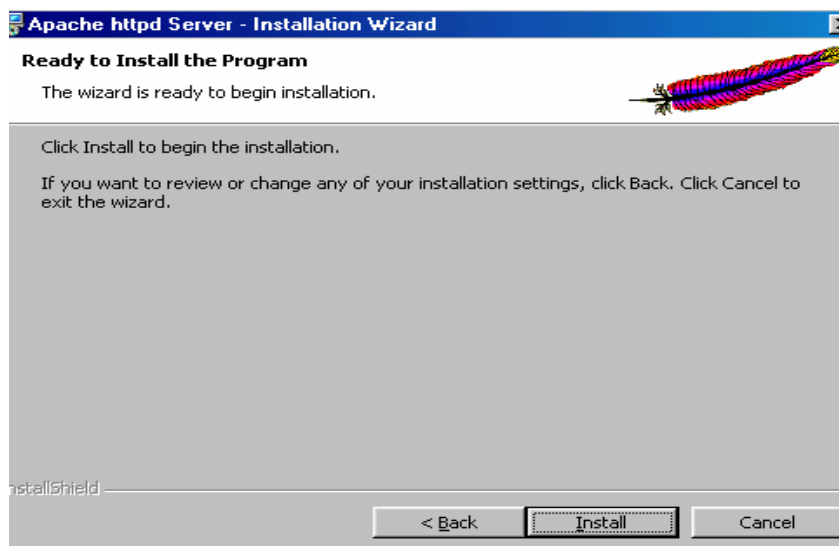 Apache httpd Server - Installation Wizard
Ready to Install the Program
The wizard is ready to begin installation.
Click Install to begin the installation.
If you want to review or change any of your installation settings, click Back. Click Cancel to
exit the wizard.
nstallShield
< Back
Install
Cancel